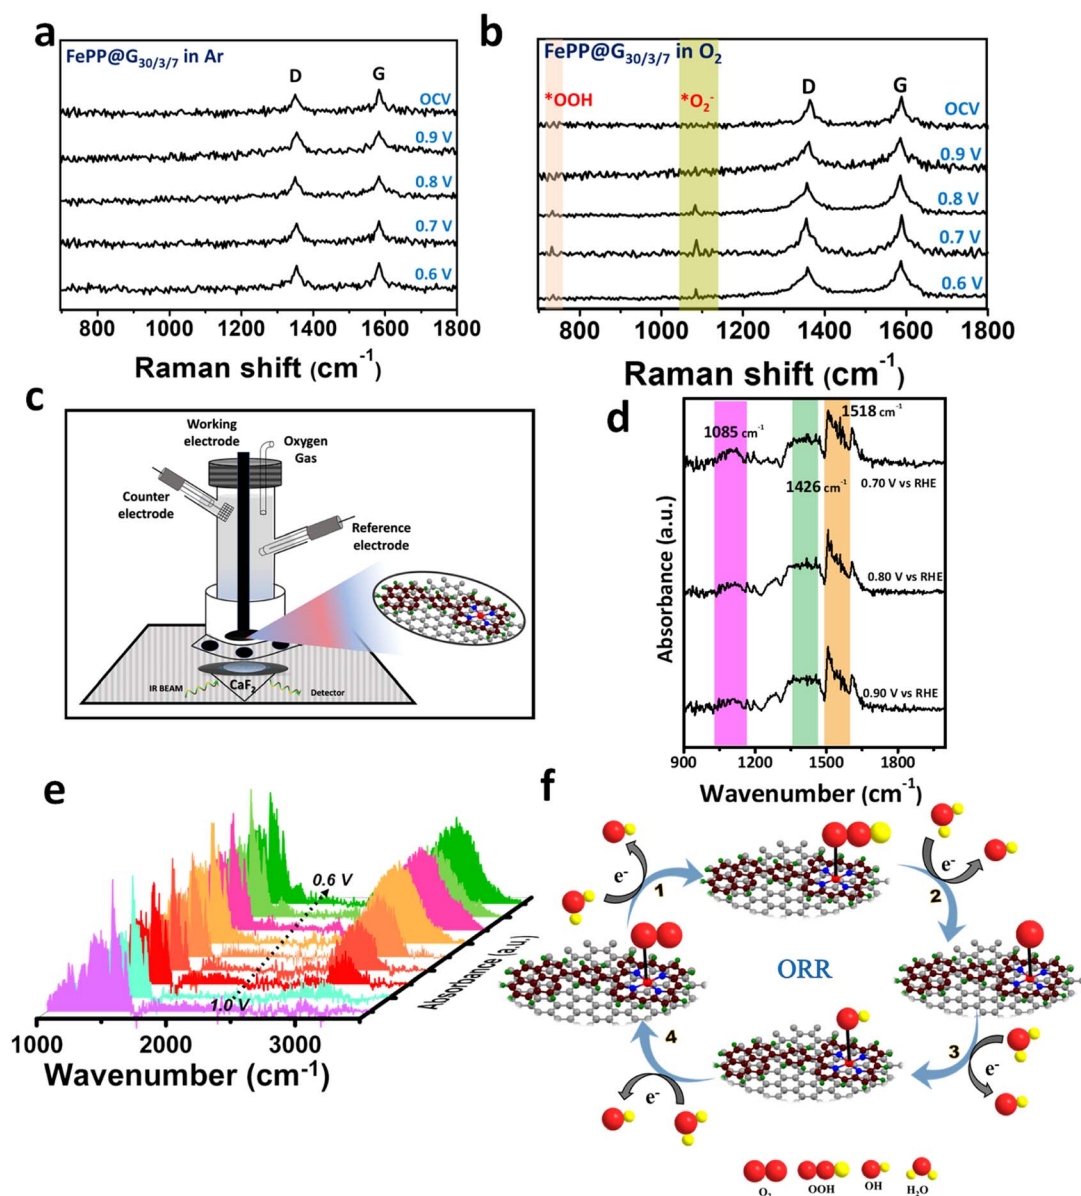 a
FePP@G30/3/7 in Ar
D
G
OCV
0.9 V
0.8 V
0.7 V
0.6 V
800 1000 1200 1400 1600 1800
Raman shift (cm-1)
b
FePP@G30/3/7 in O2
*OOH
*O2-
D
G
OCV
0.9 V
0.8 V
0.7 V
0.6 V
800 1000 1200 1400 1600 1800
Raman shift (cm-1)
c
Working
electrode
Oxygen
Gas
Counter
electrode
Reference
electrode
IR BEAM
CaF2
Detector
d
1085 cm-1
1518 cm-1
1426 cm-1
0.70 V vs RHE
0.80 V vs RHE
0.90 V vs RHE
Absorbance (a.u.)
900 1200 1500 1800
Wavenumber (cm-1)
e
0.6 V
1.0 V
Absorbance (a.u.)
1000 2000 3000
Wavenumber (cm-1)
f
e-
1
e-
2
ORR
4
3
e-
e-
O2
OOH
OH
H2O